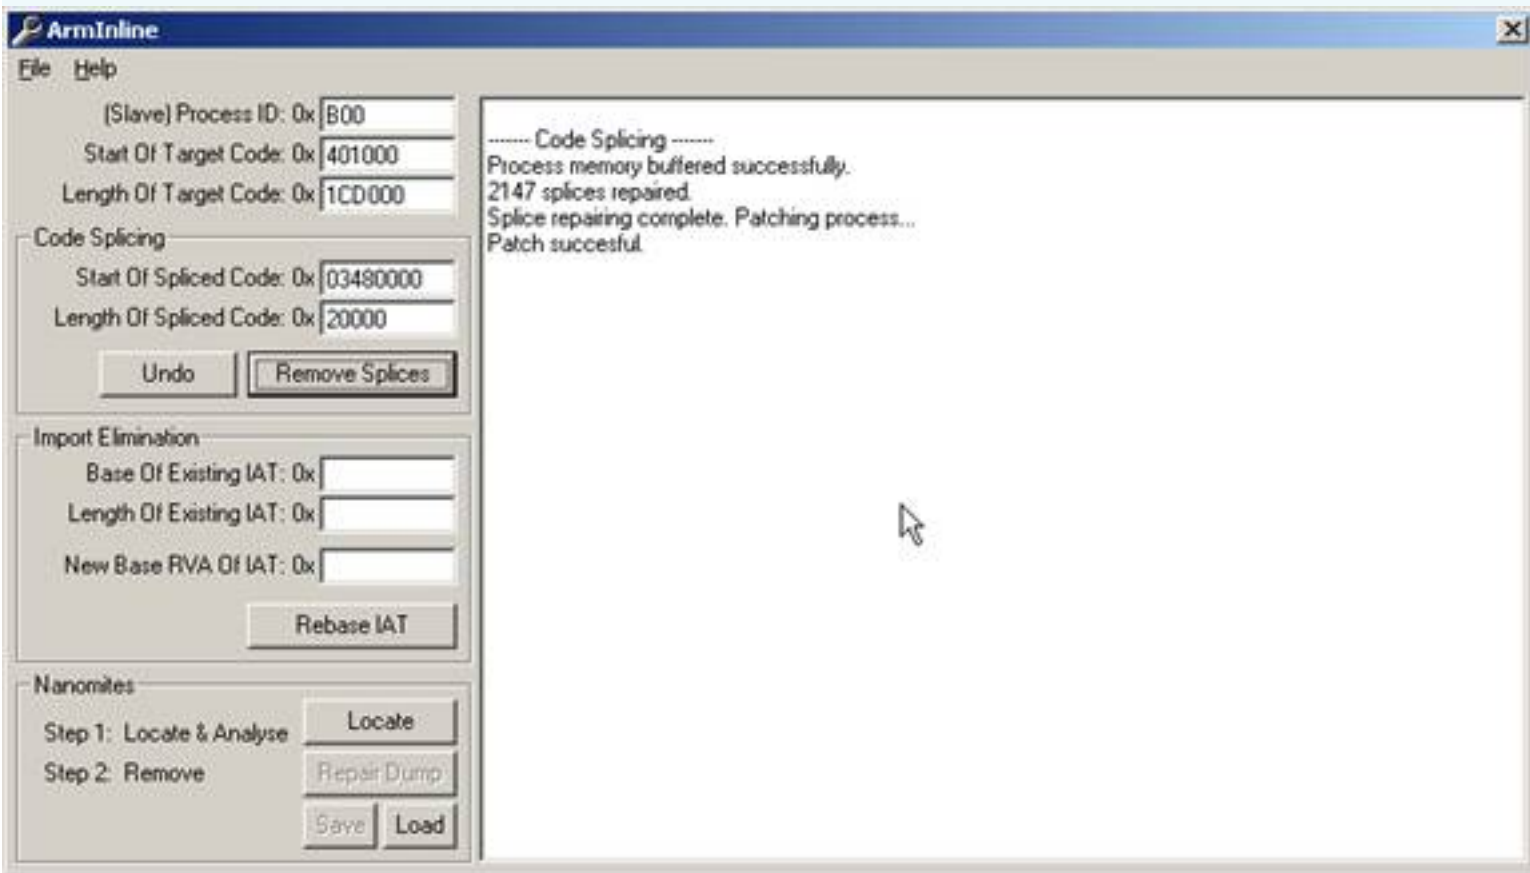 ArmInline
File Help
(Slave) Process ID: 0x B00
Start Of Target Code: 0x 401000
Length Of Target Code: 0x 1CD000
Code Splicing
Start Of Spliced Code: 0x 03480000
Length Of Spliced Code: 0x 20000
Undo Remove Splices
Import Elimination
Base Of Existing IAT: 0x
Length Of Existing IAT: 0x
New Base RVA Of IAT: 0x
Rebase IAT
Nanomites
Step 1: Locate & Analyse Locate
Step 2: Remove Repair Dump
Save Load
------- Code Splicing -------
Process memory buffered successfully.
2147 splices repaired.
Splice repairing complete. Patching process...
Patch succesful.